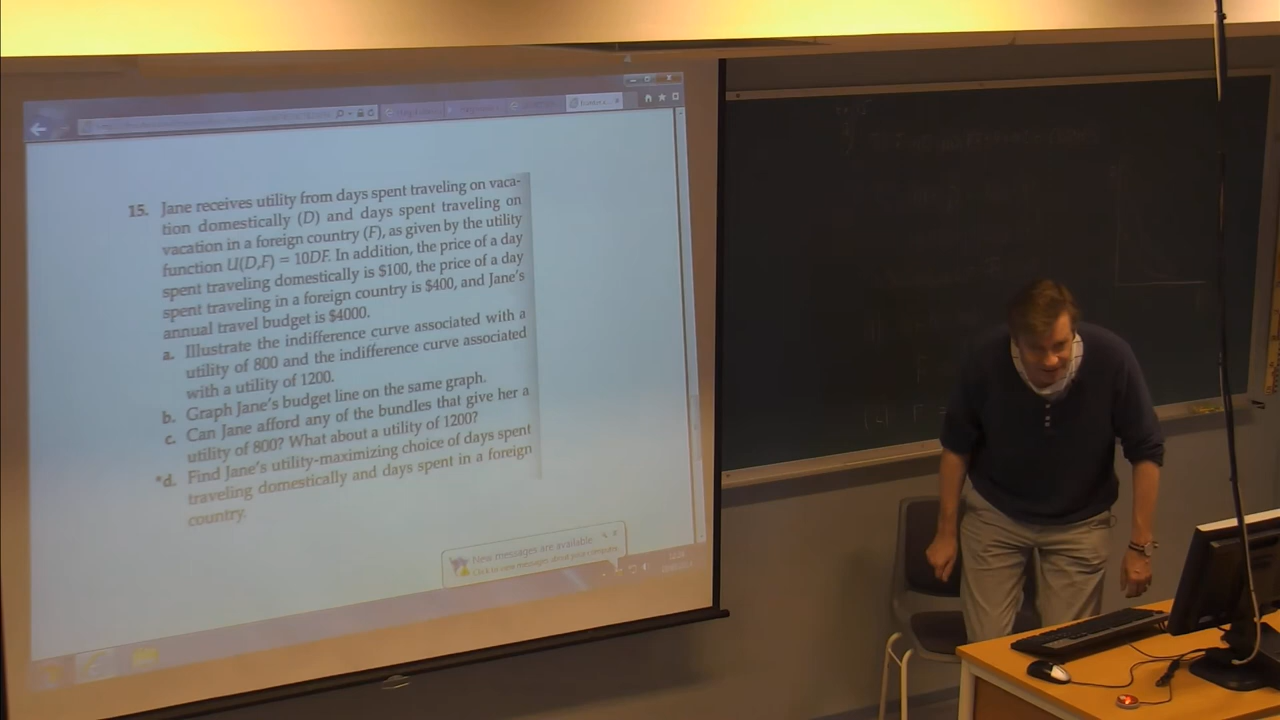 15. Jane receives utility from days spent traveling on vaca-
tion domestically (D) and days spent traveling on
vacation in a foreign country (F), as given by the utility
function U(D,F) = 10DF. In addition, the price of a day
spent traveling domestically is $100, the price of a day
spent traveling in a foreign country is $400, and Jane's
annual travel budget is $4000.
a. Illustrate the indifference curve associated with a
utility of 800 and the indifference curve associated
with a utility of 1200.
b. Graph Jane's budget line on the same graph.
c. Can Jane afford any of the bundles that give her a
utility of 800? What about a utility of 1200?
*d. Find Jane's utility-maximizing choice of days spent
traveling domestically and days spent in a foreign
country.
New messages are available